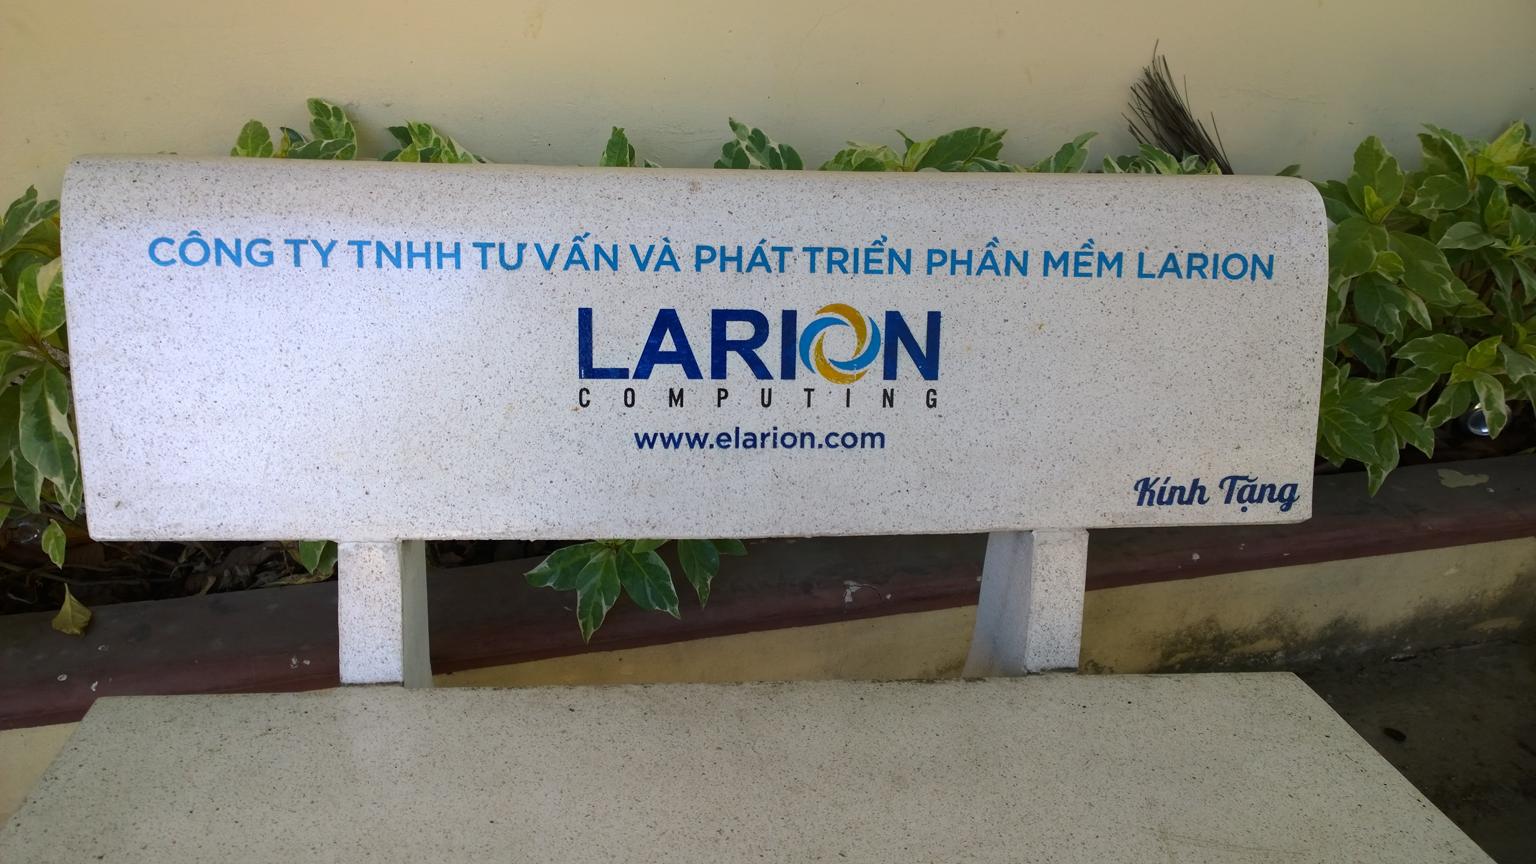 CÔNG TY TNHH TƯ VẤN VÀ PHÁT TRIỂN PHẦN MỀM LARION
LARION
COMPUTING
www.elarion.com
Kính Tặng